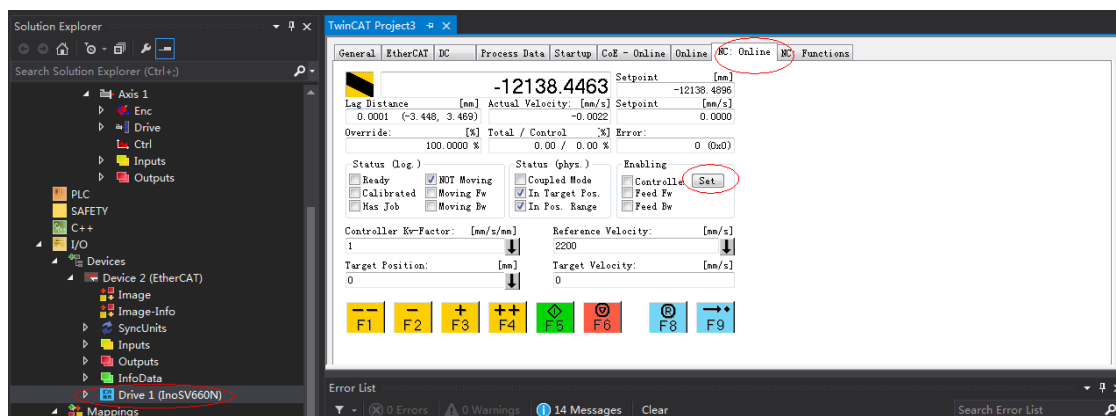 Solution Explorer
Search Solution Explorer (Ctrl+;)
Axis 1
Enc
Drive
Ctrl
Inputs
Outputs
PLC
SAFETY
C++
I/O
Devices
Device 2 (EtherCAT)
Image
Image-Info
SyncUnits
Inputs
Outputs
InfoData
Drive 1 (InoSV660N)
Mappings
TwinCAT Project3
General EtherCAT DC Process Data Startup CoE - Online Online NC: Online NC: Functions
-12138.4463 Setpoint [mm]
-12138.4896
Lag Distance [mm] Actual Velocity: [mm/s] Setpoint [mm/s]
0.0001 (-3.448, 3.469) -0.0022 0.0000
Override: [%] Total / Control [%] Error:
100.0000 % 0.00 / 0.00 % 0 (0x0)
Status (log.) Status (phys.) Enabling
Ready NOT Moving Coupled Mode Controlle Set
Calibrated Moving Fw In Target Pos. Feed Fw
Has Job Moving Bw In Pos. Range Feed Bw
Controller Kv-Factor: [mm/s/mm] Reference Velocity: [mm/s]
1 2200
Target Position: [mm] Target Velocity: [mm/s]
0 0
-- - + ++
F1 F2 F3 F4 F5 F6 R F8 F9
Error List
0 Errors 0 Warnings 14 Messages Clear Search Error List